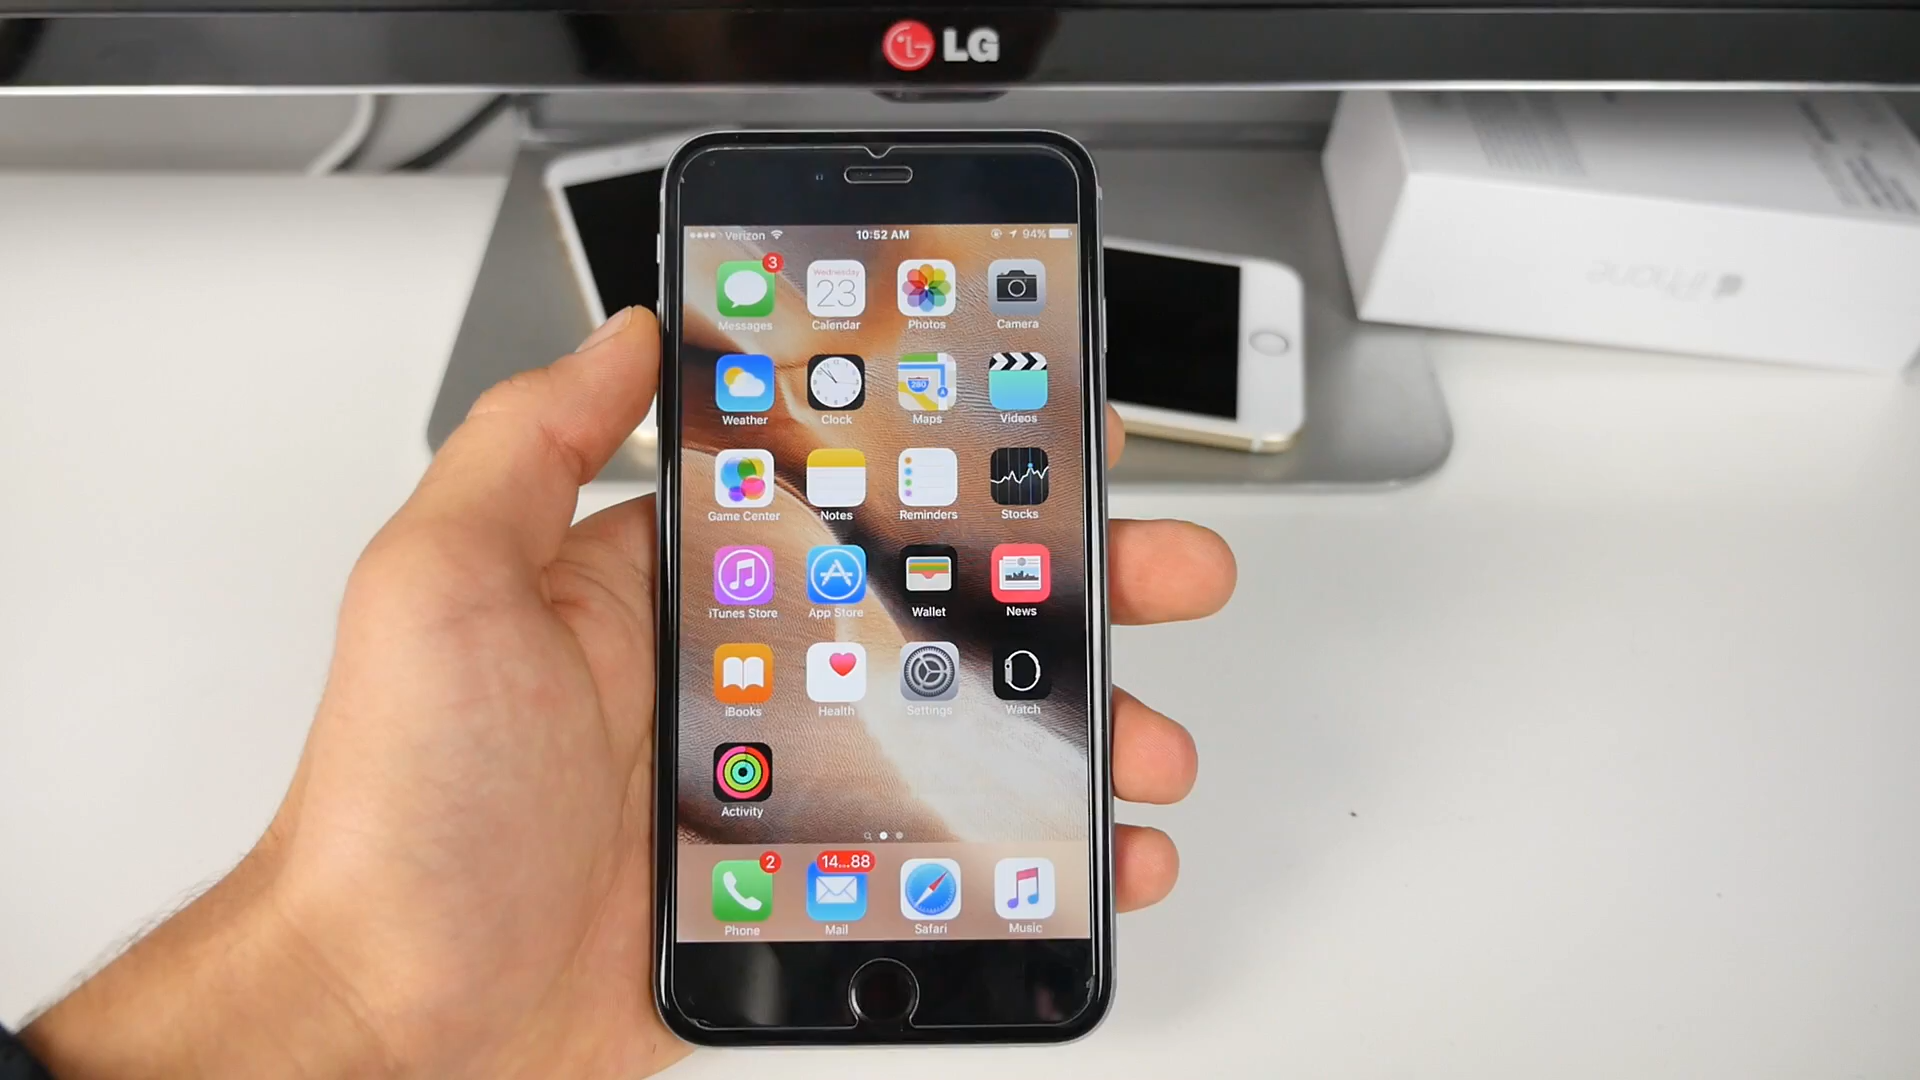 LG
Verizon 10:52 AM 94%
3
Wednesday
23
Messages Calendar Photos Camera
280
Weather Clock Maps Videos
Game Center Notes Reminders Stocks
iTunes Store App Store Wallet News
iBooks Health Settings Watch
Activity
2 14...88
Phone Mail Safari Music
iPhone